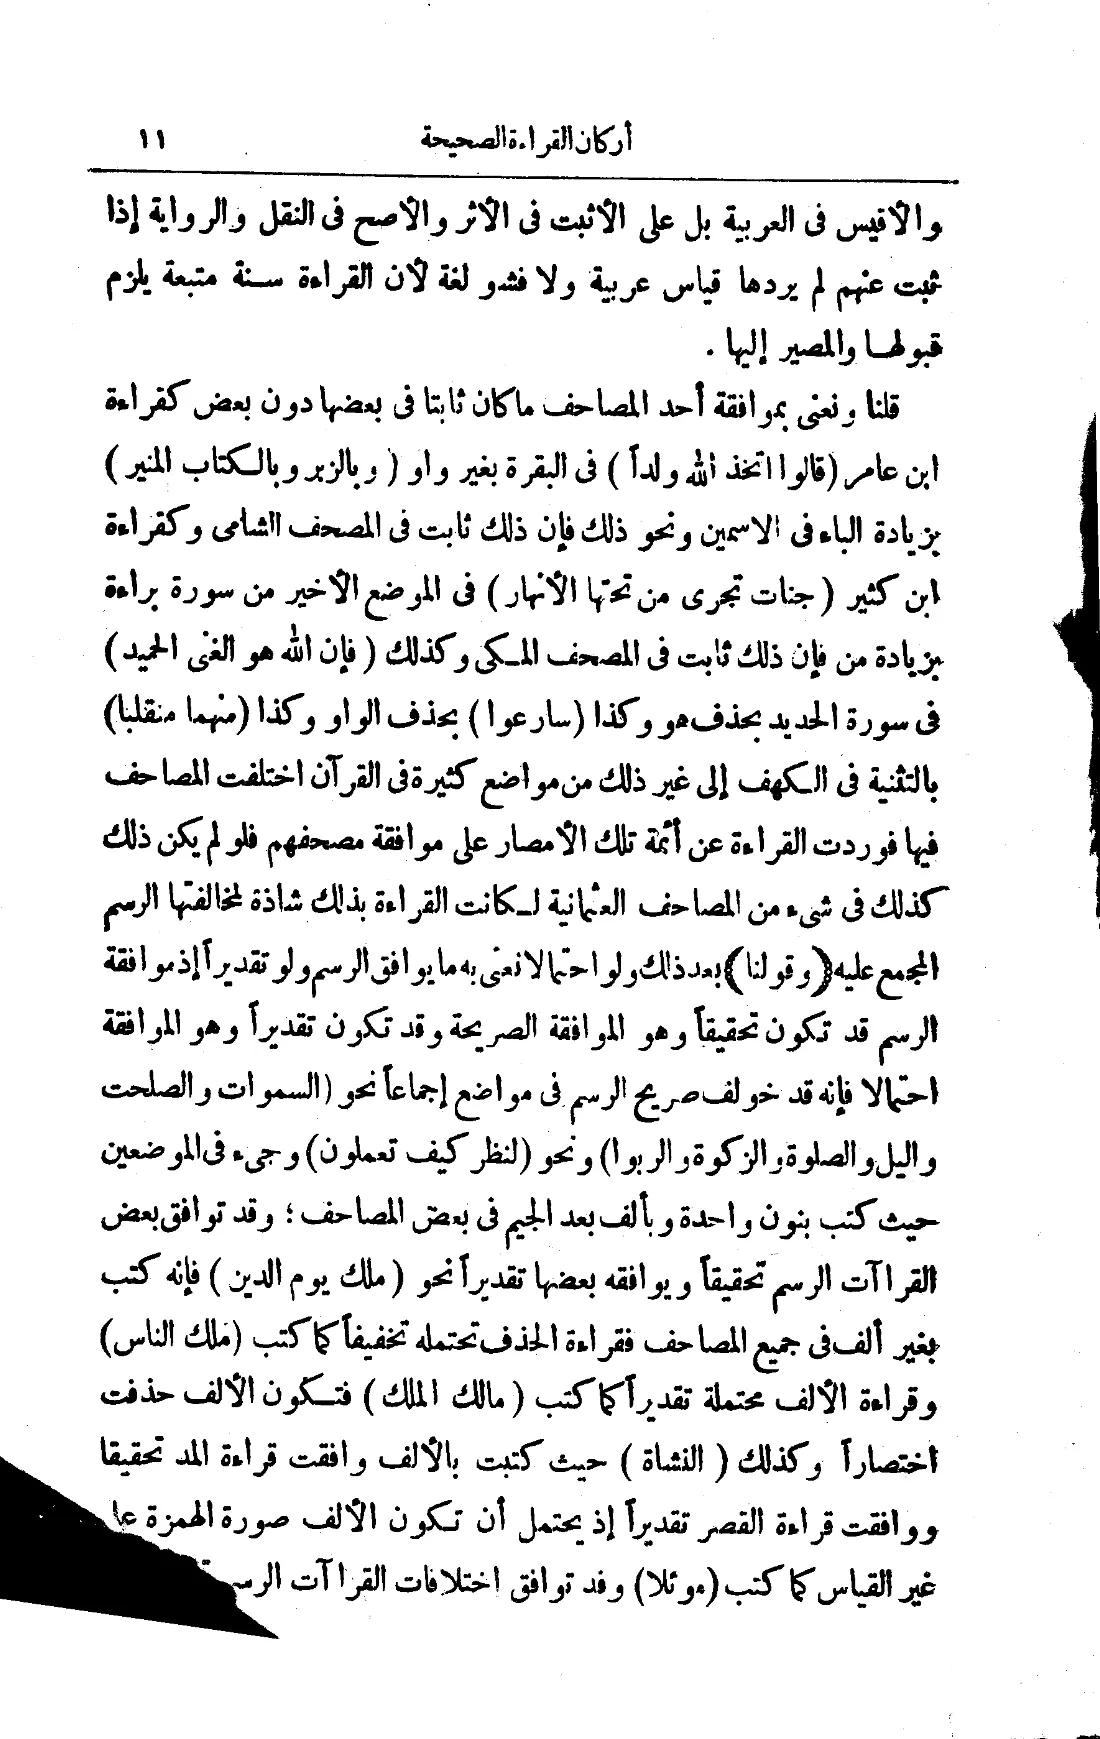 أركان القراءة الصحيحة ١١
والأقيس فى العربية بل على الأثبت فى الأثر والأصح فى النقل والرواية إذا
ثبت عنهم لم يردها قياس عربية ولا فشو لغة لأن القراءة سنة متبعة يلزم
قبولها والمصير إليها .
قلنا ونعنى بموافقة أحد المصاحف ماكان ثابتا فى بعضها دون بعض كقراءة
ابن عامر (قالوا اتخذ الله ولداً ) فى البقرة بغير واو ( وبالزبر وبالكتاب المنير )
بزيادة الباء فى الاسمين ونحو ذلك فإن ذلك ثابت فى المصحف الشامى وكقراءة
ابن كثير ( جنات تجرى من تحتها الأنهار ) فى الموضع الأخير من سورة براءة
بزيادة من فإن ذلك ثابت فى المصحف المكى وكذلك ( فإن الله هو الغنى الحميد )
فى سورة الحديد بحذف هو وكذا (سارعوا ) بحذف الواو وكذا (منهما منقلبا)
بالتثنية فى الكهف إلى غير ذلك من مواضع كثيرة فى القرآن اختلفت المصاحف
فيها فوردت القراءة عن أئمة تلك الأمصار على موافقة مصحفهم فلو لم يكن ذلك
كذلك فى شىء من المصاحف العثمانية لكانت القراءة بذلك شاذة لمخالفتها الرسم
المجمع عليه (وقولنا) بعد ذلك ولو احتمالا نعنى به ما يوافق الرسم ولو تقديراً إذ موافقة
الرسم قد تكون تحقيقاً وهو الموافقة الصريحة وقد تكون تقديراً وهو الموافقة
احتمالا فإنه قد خولف صريح الرسم فى مواضع إجماعاً نحو (السموات والصلحت
واليل والصلوة والزكوة والربوا) ونحو (لنظر كيف تعملون) وجىء فى الموضعين
حيث كتب بنون واحدة وبألف بعد الجيم فى بعض المصاحف ؛ وقد توافق بعض
القراآت الرسم تحقيقاً ويوافقه بعضها تقديراً نحو ( ملك يوم الدين ) فإنه كتب
بغير ألف فى جميع المصاحف فقراءة الحذف تحتمله تخفيفاً كما كتب (ملك الناس)
وقراءة الألف محتملة تقديراً كما كتب ( مالك الملك ) فتكون الألف حذفت
اختصاراً وكذلك ( النشاة ) حيث كتبت بالألف وافقت قراءة المد تحقيقا
ووافقت قراءة القصر تقديراً إذ يحتمل أن تكون الألف صورة الهمزة
غير القياس كما كتب (موئلا) وقد توافق اختلافات القراآت